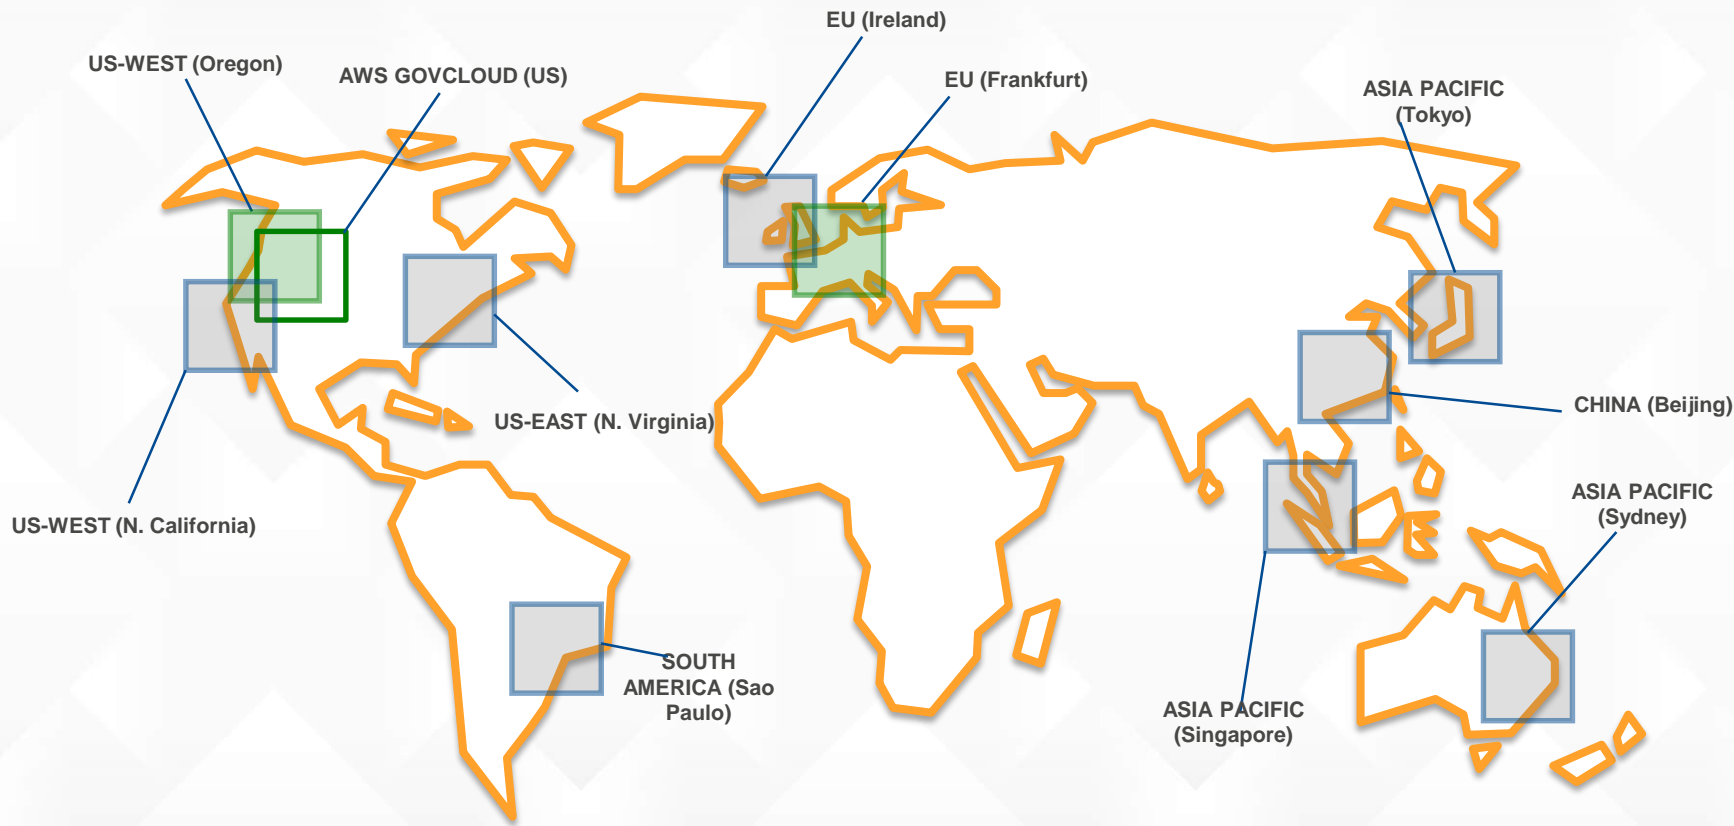 EU (Ireland)
US-WEST (Oregon)
AWS GOVCLOUD (US)
EU (Frankfurt)
ASIA PACIFIC
(Tokyo)
US-EAST (N. Virginia)
CHINA (Beijing)
US-WEST (N. California)
ASIA PACIFIC
(Sydney)
SOUTH
AMERICA (Sao
Paulo)
ASIA PACIFIC
(Singapore)